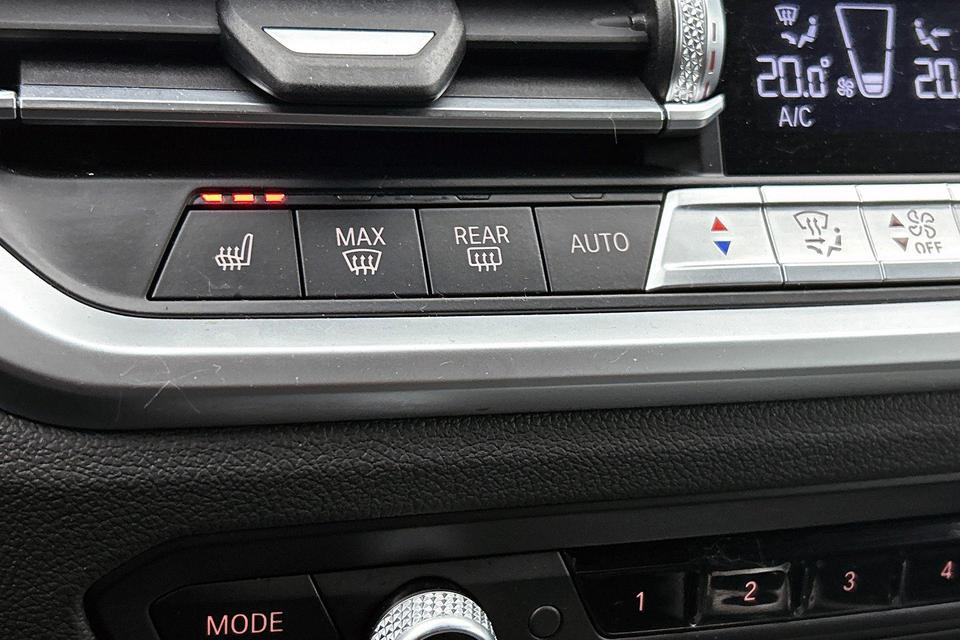 20.0°
20.
A/C
MAX
REAR
AUTO
OFF
1
2
3
4
MODE